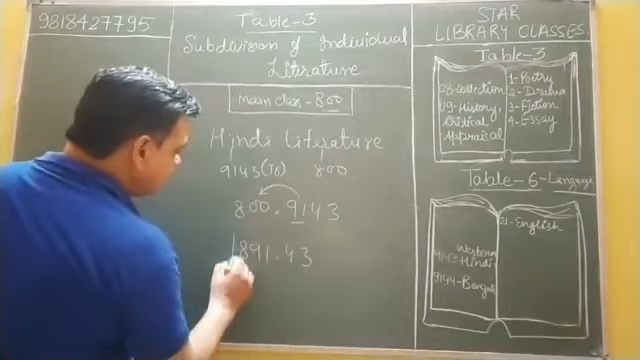 9818427795
Table-3
Subdivision of Individual
Literature
main class-800
Hindi Literature
9143(T6) 800
800.9143
891.43
STAR
LIBRARY CLASSES
Table-3
08-collection
09-History,
Critical
Appraisal
1-Poetry
2-Drama
3-Fiction
4-Essay
Table-6-Language
Western
Hindi
9144-Bengali
21-English